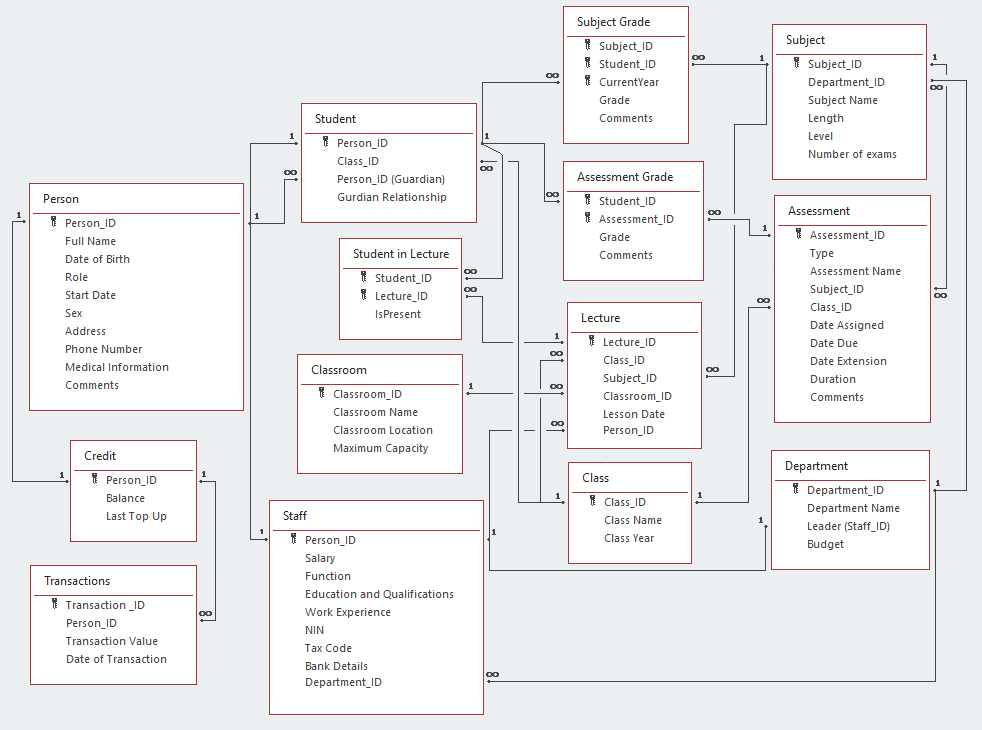 Subject Grade
Subject_ID
Student_ID
CurrentYear
Grade
Comments
Subject
Subject_ID
Department_ID
Subject Name
Length
Level
Number of exams
Student
Person_ID
Class_ID
Person_ID (Guardian)
Gurdian Relationship
Assessment Grade
Student_ID
Assessment_ID
Grade
Comments
Person
Person_ID
Full Name
Date of Birth
Role
Start Date
Sex
Address
Phone Number
Medical Information
Comments
Assessment
Assessment_ID
Type
Assessment Name
Subject_ID
Class_ID
Date Assigned
Date Due
Date Extension
Duration
Comments
Student in Lecture
Student_ID
Lecture_ID
IsPresent
Lecture
Lecture_ID
Class_ID
Subject_ID
Classroom_ID
Lesson Date
Person_ID
Classroom
Classroom_ID
Classroom Name
Classroom Location
Maximum Capacity
Credit
Person_ID
Balance
Last Top Up
Class
Class_ID
Class Name
Class Year
Department
Department_ID
Department Name
Leader (Staff_ID)
Budget
Staff
Person_ID
Salary
Function
Education and Qualifications
Work Experience
NIN
Tax Code
Bank Details
Department_ID
Transactions
Transaction _ID
Person_ID
Transaction Value
Date of Transaction
1
∞
1
∞
1
∞
∞
1
∞
1
∞
1
∞
∞
1
1
∞
∞
∞
1
∞
1
∞
1
∞
∞
1
1
1
1
1
1
1
1
∞
∞